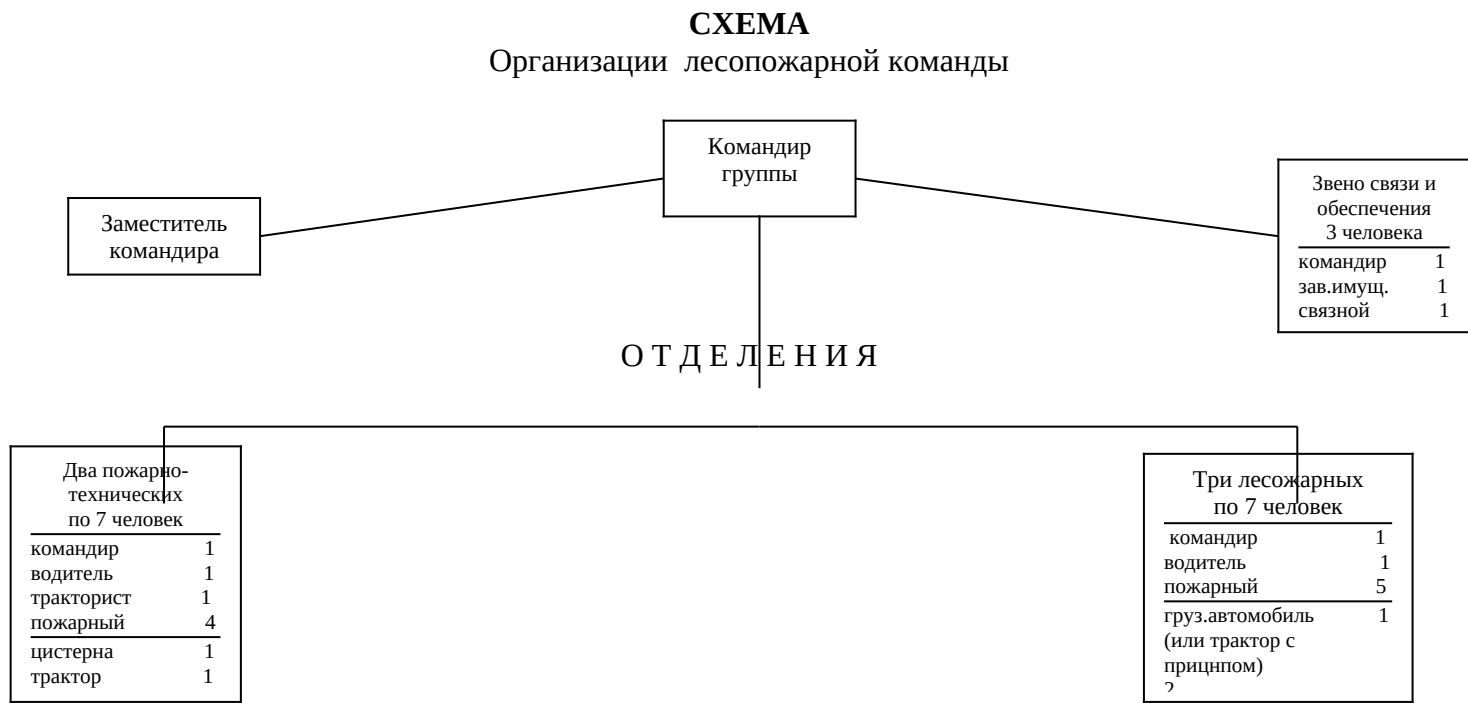 СХЕМА
Организации лесопожарной команды
Командир
группы
Заместитель
командира
Звено связи и
обеспечения
3 человека
командир 1
зав.имущ. 1
связной 1
О Т Д Е Л Е Н И Я
Два пожарно-
технических
по 7 человек
командир 1
водитель 1
тракторист 1
пожарный 4
цистерна 1
трактор 1
Три лесожарных
по 7 человек
командир 1
водитель 1
пожарный 5
груз.автомобиль 1
(или трактор с
прицнпом)